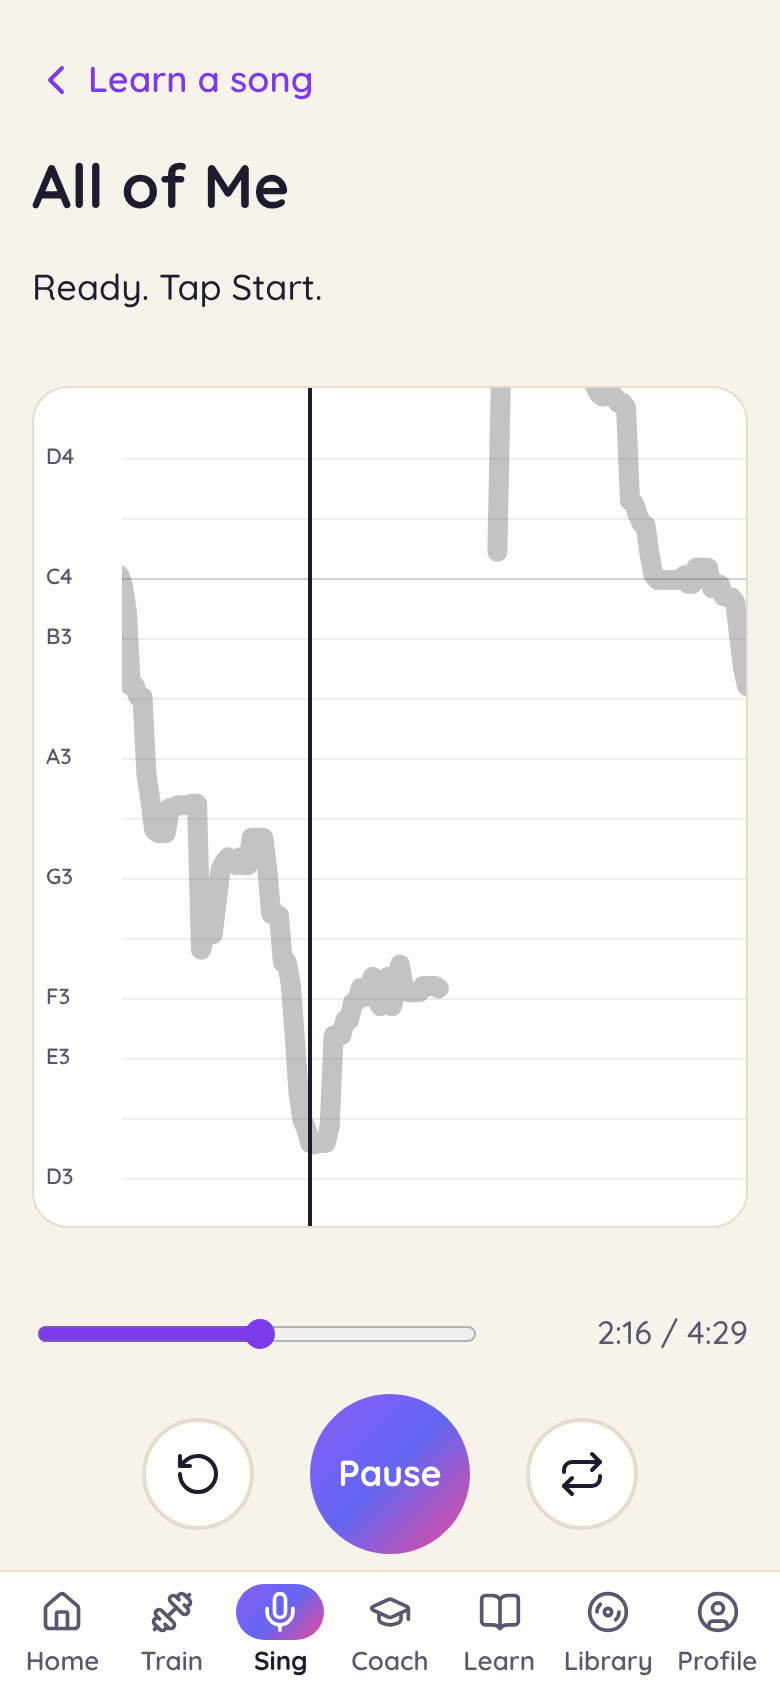 Learn a song
All of Me
Ready. Tap Start.
D4
C4
B3
A3
G3
F3
E3
D3
2:16 / 4:29
Pause
Home Train Sing Coach Learn Library Profile